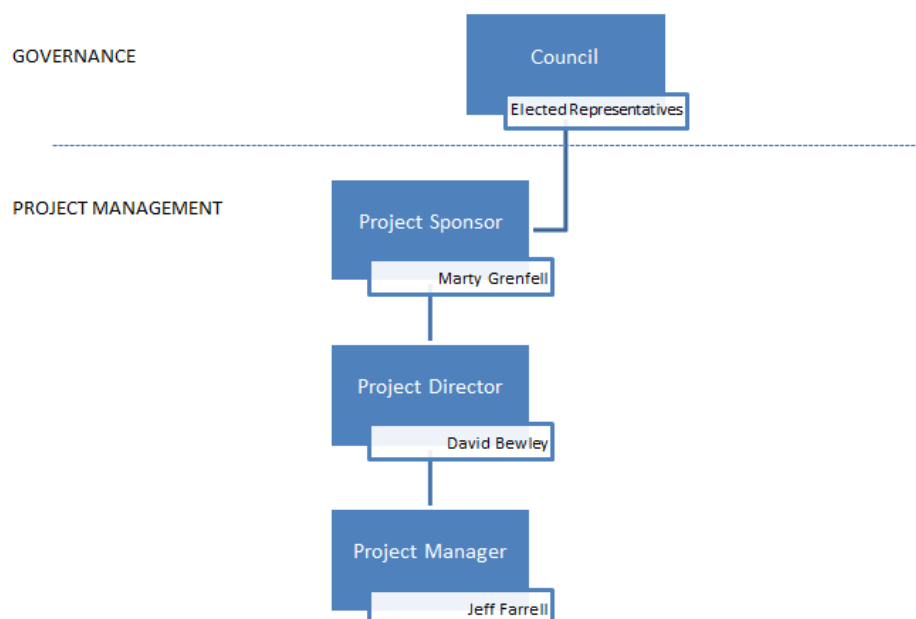 GOVERNANCE
Council
Elected Representatives
PROJECT MANAGEMENT
Project Sponsor
Marty Grenfell
Project Director
David Bewley
Project Manager
Jeff Farrell